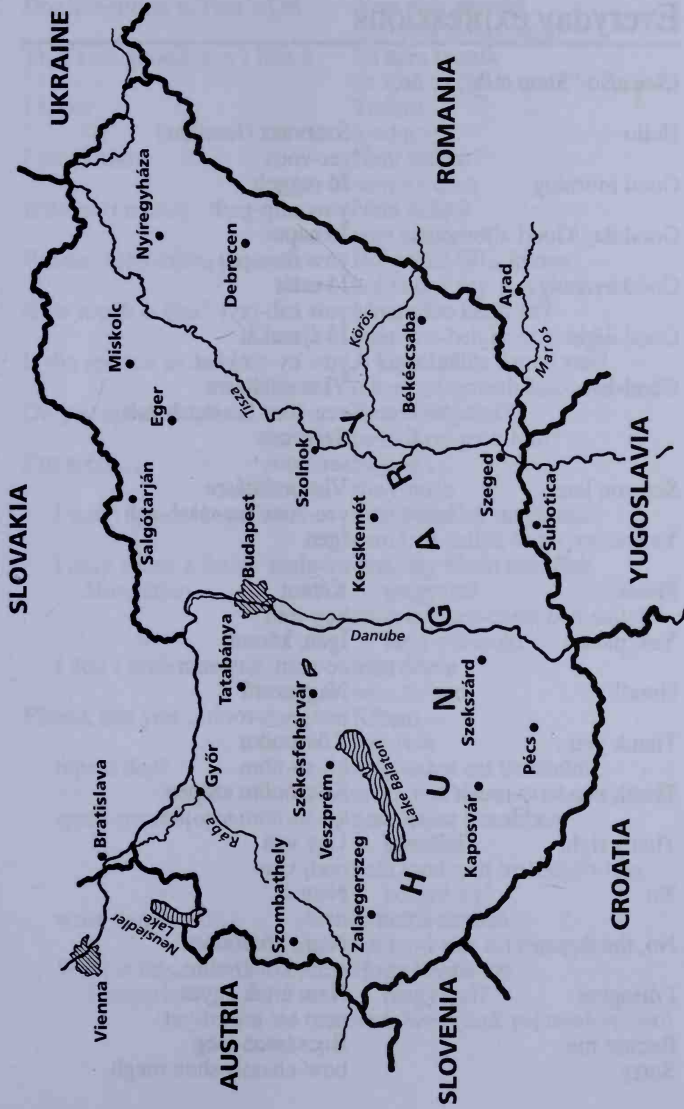 SLOVAKIA
UKRAINE
Vienna
Bratislava
Neusiedler
Lake
Győr
Rába
Salgótarján
Eger
Miskolc
Nyíregyháza
AUSTRIA
Tatabánya
Budapest
Tisza
Debrecen
Szombathely
Székesfehérvár
Veszprém
Szolnok
Zalaegerszeg
Lake Balaton
Danube
Kecskemét
Körös
Békéscsaba
HUNGARY
ROMANIA
Kaposvár
Szekszárd
Pécs
Szeged
Arad
Maros
Subotica
SLOVENIA
CROATIA
YUGOSLAVIA